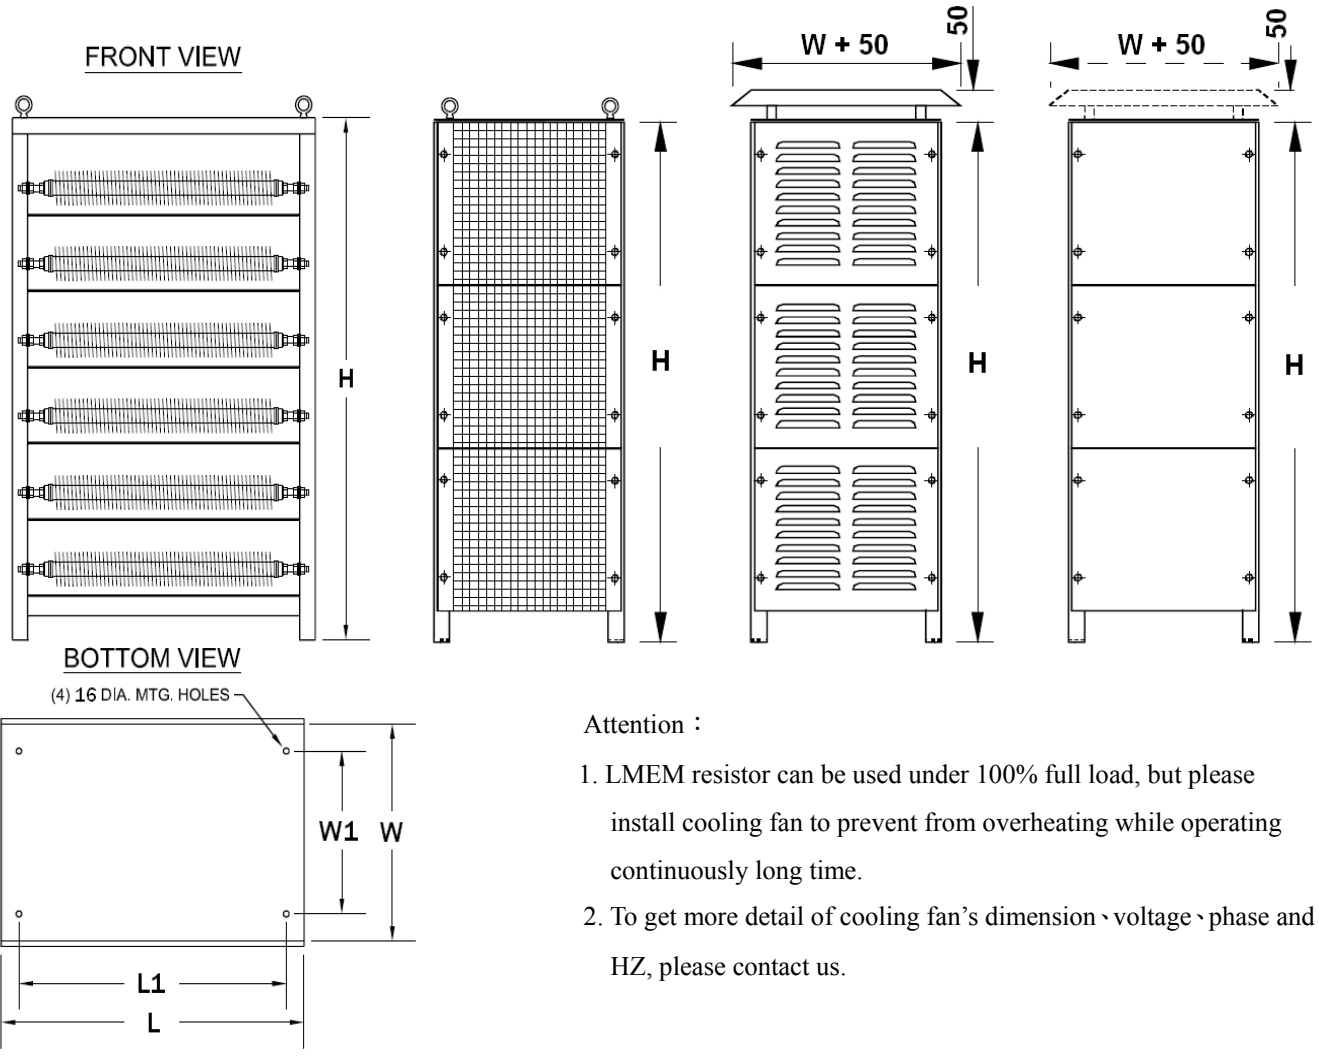 FRONT VIEW
W + 50
50
W + 50
50
H
H
H
H
BOTTOM VIEW
(4) 16 DIA. MTG. HOLES
W1
W
L1
L
Attention：
1. LMEM resistor can be used under 100% full load, but please
install cooling fan to prevent from overheating while operating
continuously long time.
2. To get more detail of cooling fan’s dimension、voltage、phase and
HZ, please contact us.